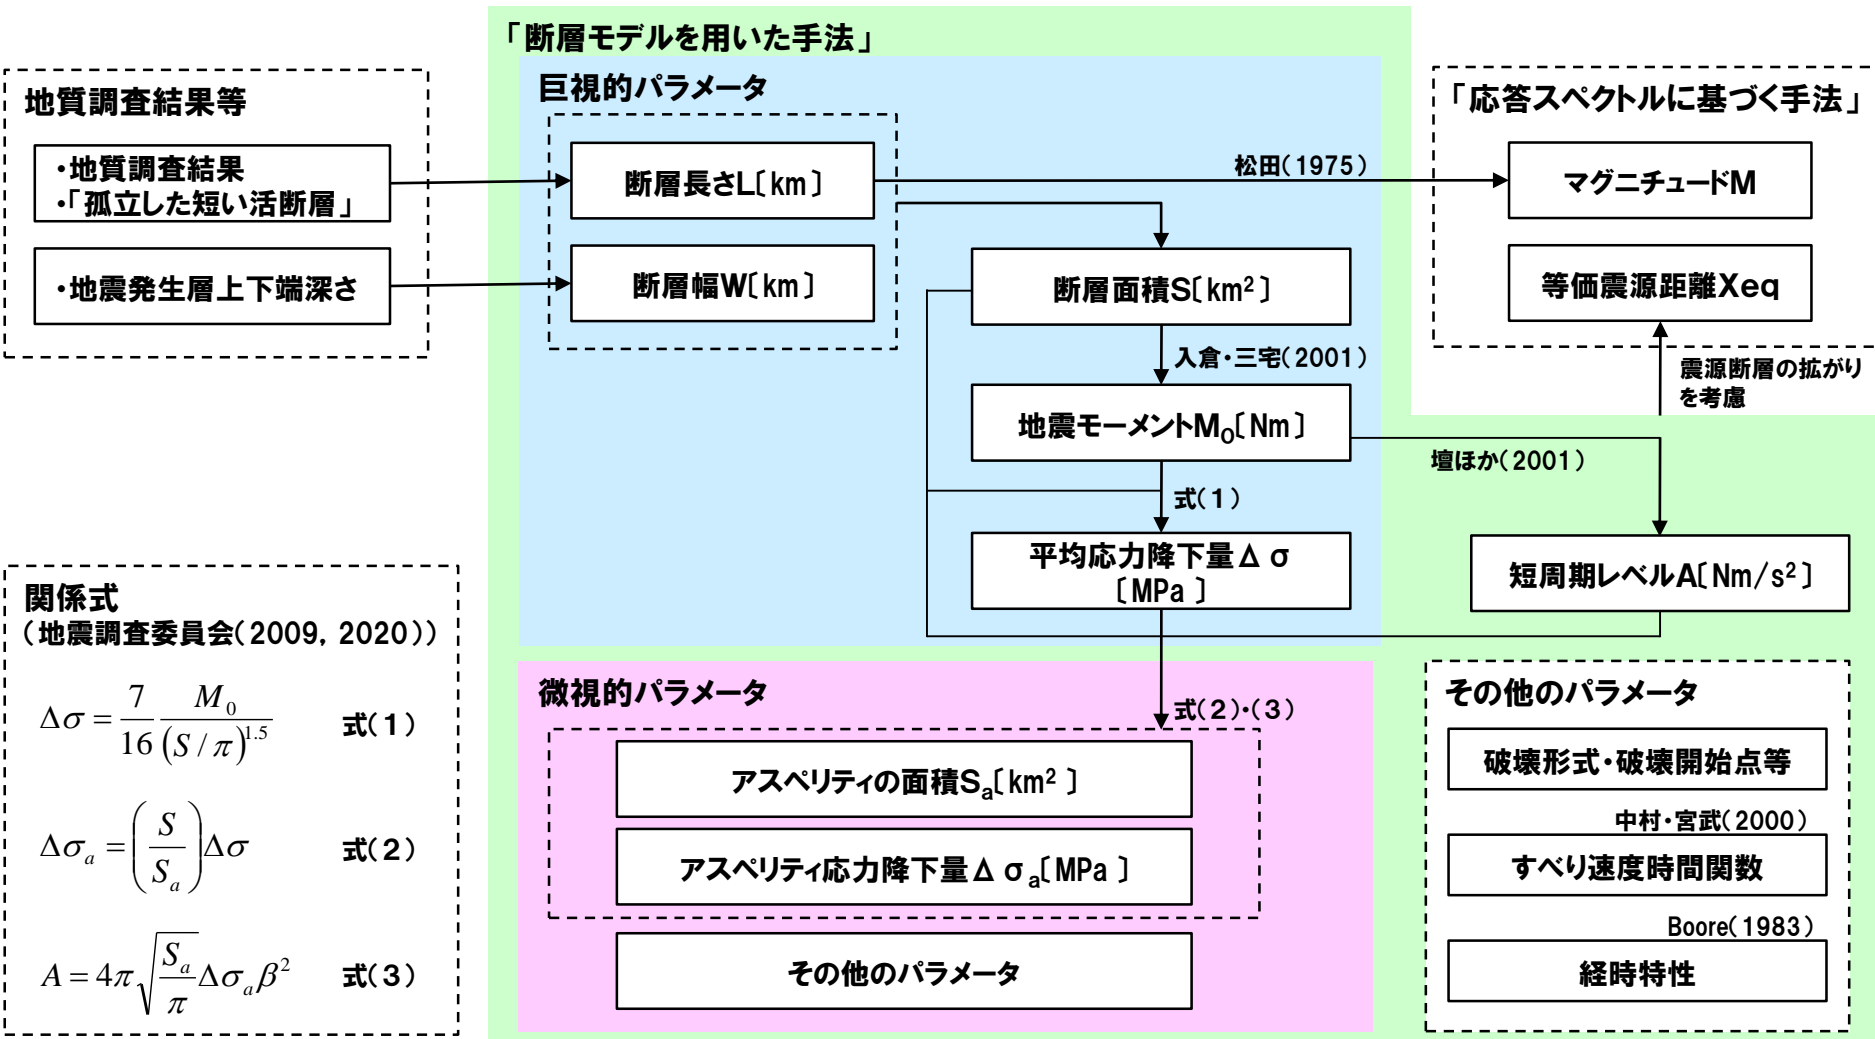 「断層モデルを用いた手法」
地質調査結果等
・地質調査結果
・「孤立した短い活断層」
・地震発生層上下端深さ
巨視的パラメータ
断層長さL〔km〕
断層幅W〔km〕
松田(1975)
断層面積S〔km²〕
入倉・三宅(2001)
地震モーメントM₀〔Nm〕
式(1)
平均応力降下量Δσ
〔MPa〕
「応答スペクトルに基づく手法」
マグニチュードM
等価震源距離Xeq
震源断層の拡がり
を考慮
壇ほか(2001)
短周期レベルA〔Nm/s²〕
関係式
(地震調査委員会(2009, 2020))
Δσ = \frac{7}{16} \frac{M_0}{(S/π)^{1.5}} 式(1)
Δσ_a = \left(\frac{S}{S_a}\right) Δσ 式(2)
A = 4π \sqrt{\frac{S_a}{π}} Δσ_a β^2 式(3)
微視的パラメータ
式(2)・(3)
アスペリティの面積Sₐ〔km²〕
アスペリティ応力降下量Δσₐ〔MPa〕
その他のパラメータ
その他のパラメータ
破壊形式・破壊開始点等
中村・宮武(2000)
すべり速度時間関数
Boore(1983)
経時特性